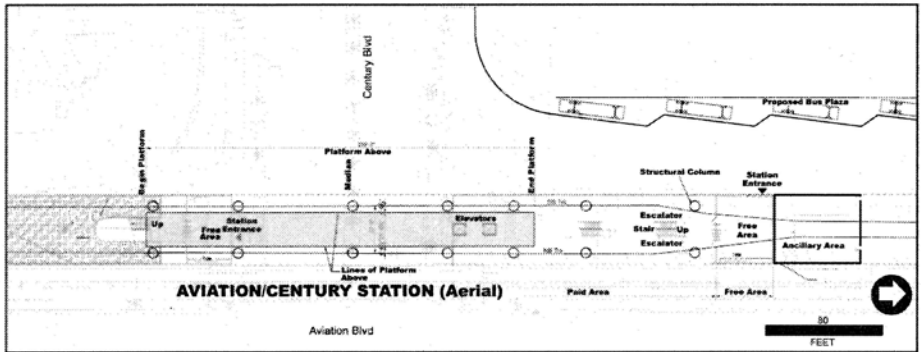 Century Blvd
Proposed Bus Plaza
Platform Above
Begin Platform
Median
End Platform
Structural Column
Station
Entrance
Up
Station
Entrance
Free
Area
Elevators
Escalator
Stair Up
Escalator
Free
Area
Ancillary Area
Lines of Platform
Above
AVIATION/CENTURY STATION (Aerial)
Paid Area
Free Area
Aviation Blvd
80
FEET